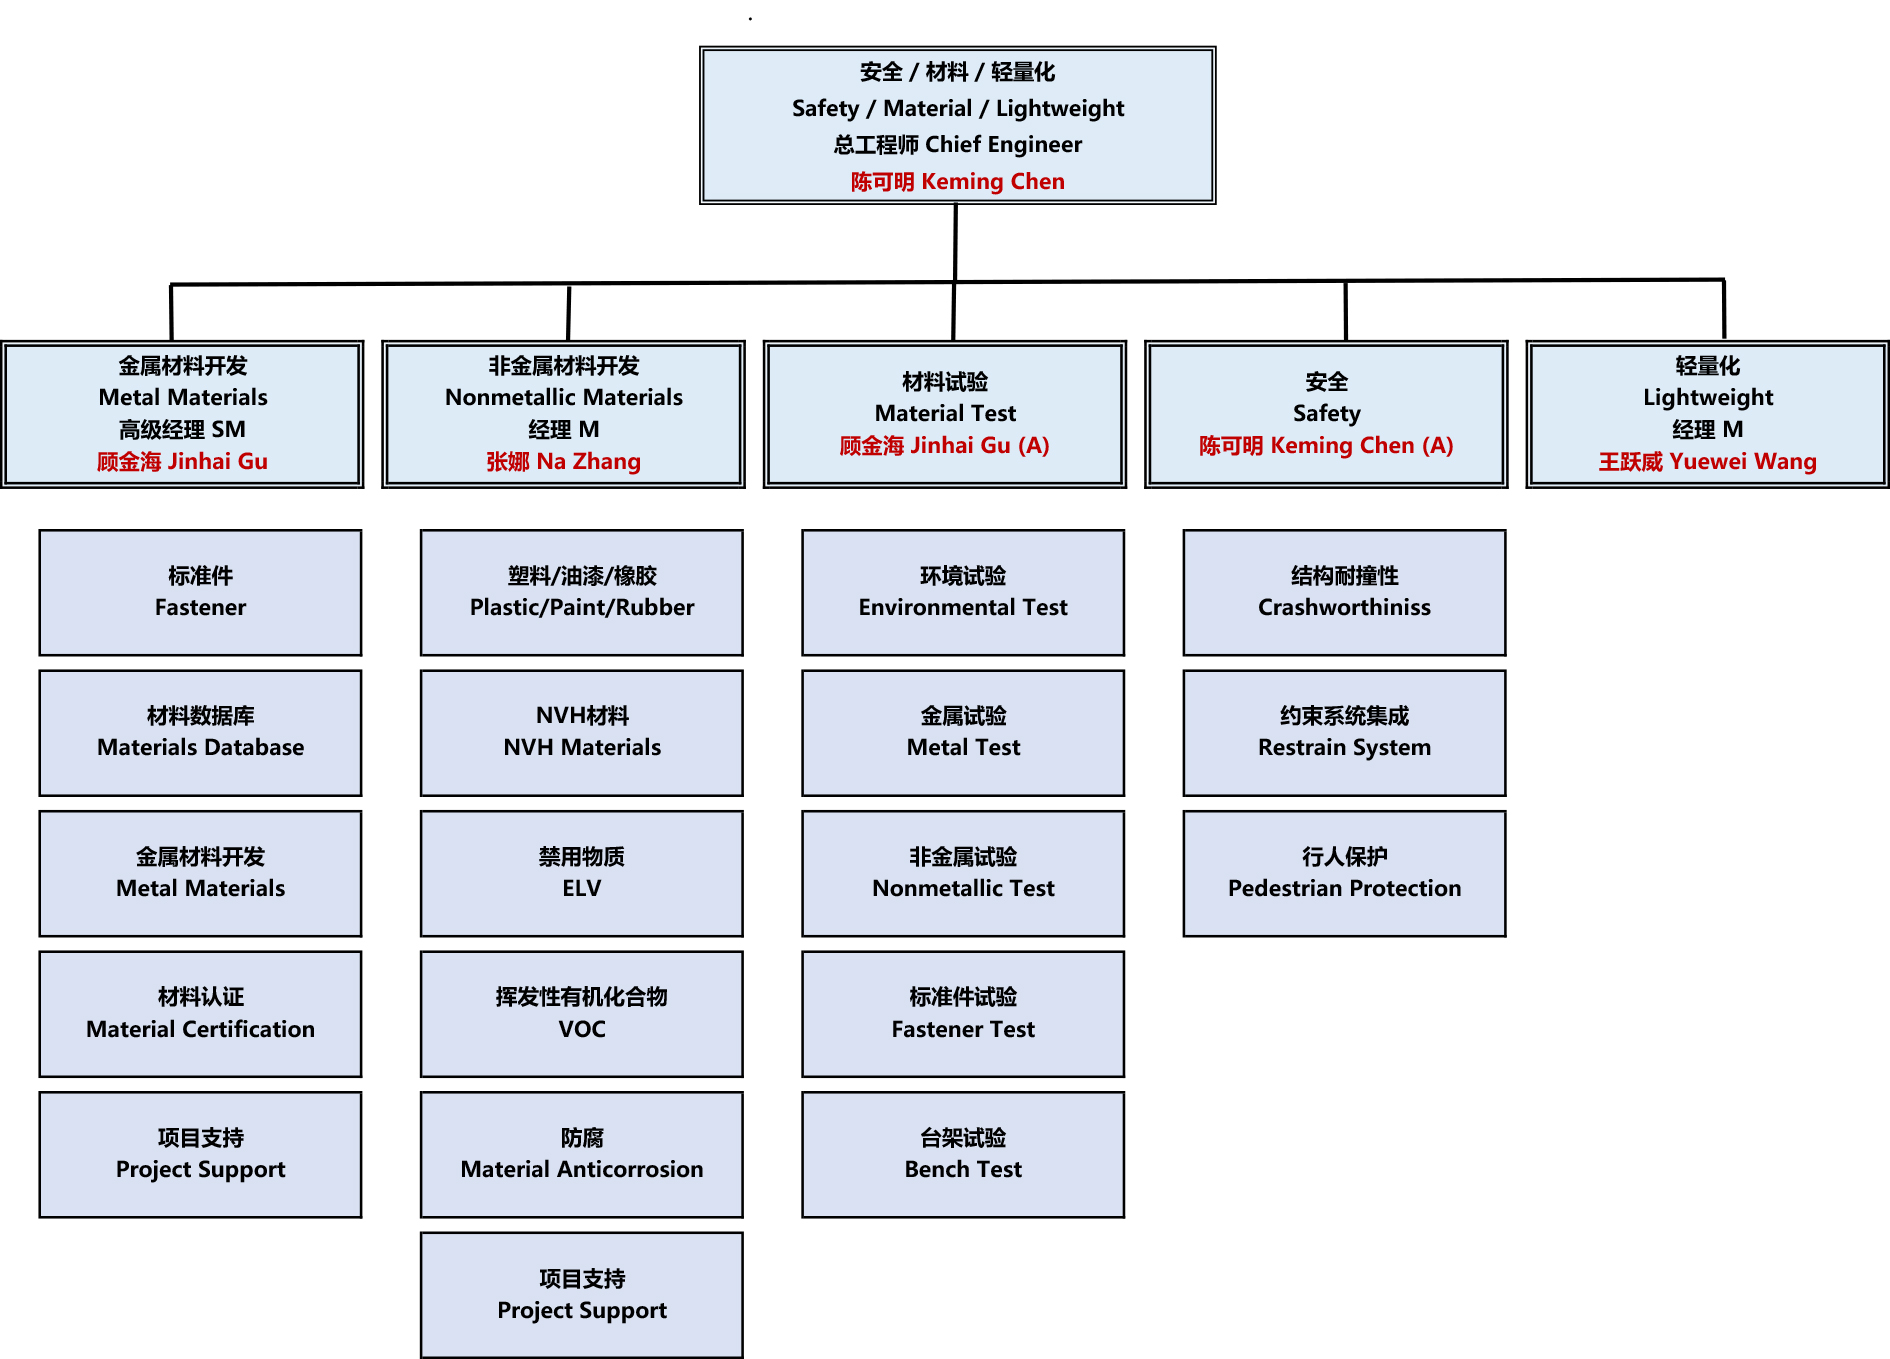 安全 / 材料 / 轻量化
Safety / Material / Lightweight
总工程师 Chief Engineer
陈可明 Keming Chen
金属材料开发
Metal Materials
高级经理 SM
顾金海 Jinhai Gu
非金属材料开发
Nonmetallic Materials
经理 M
张娜 Na Zhang
材料试验
Material Test
顾金海 Jinhai Gu (A)
安全
Safety
陈可明 Keming Chen (A)
轻量化
Lightweight
经理 M
王跃威 Yuewei Wang
标准件
Fastener
材料数据库
Materials Database
金属材料开发
Metal Materials
材料认证
Material Certification
项目支持
Project Support
塑料/油漆/橡胶
Plastic/Paint/Rubber
NVH材料
NVH Materials
禁用物质
ELV
挥发性有机化合物
VOC
防腐
Material Anticorrosion
项目支持
Project Support
环境试验
Environmental Test
金属试验
Metal Test
非金属试验
Nonmetallic Test
标准件试验
Fastener Test
台架试验
Bench Test
结构耐撞性
Crashworthiniss
约束系统集成
Restrain System
行人保护
Pedestrian Protection